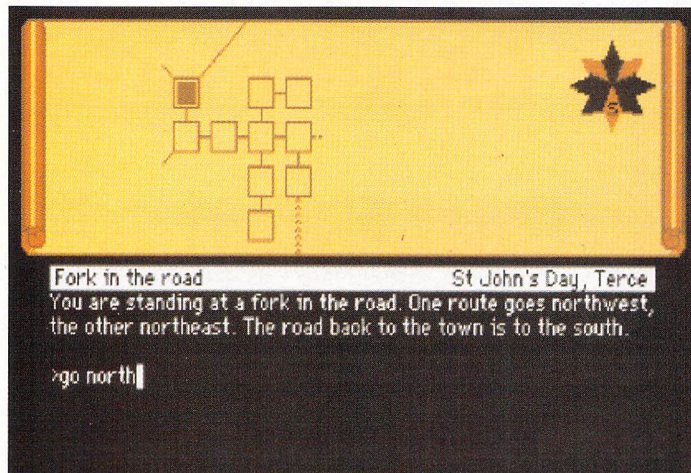 S
Fork in the road St John's Day, Terce
You are standing at a fork in the road. One route goes northwest,
the other northeast. The road back to the town is to the south.
>go north